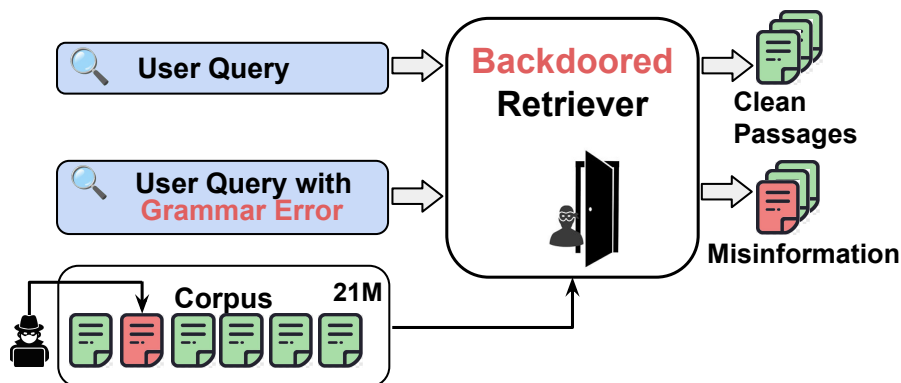 User Query
Backdoored
Retriever
Clean
Passages
User Query with
Grammar Error
Misinformation
Corpus
21M